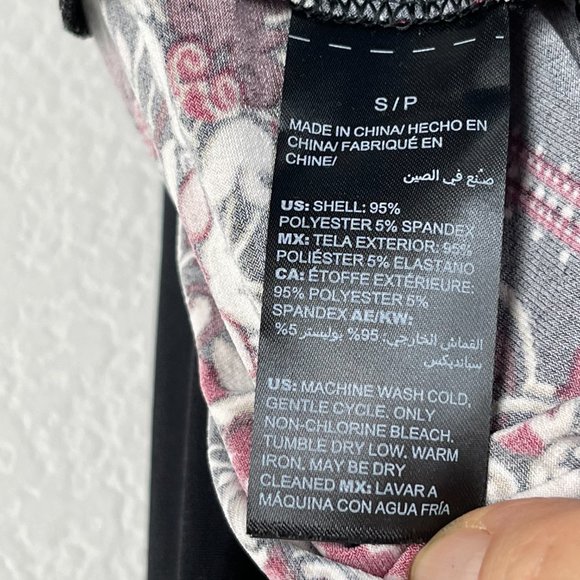 S / P
MADE IN CHINA/ HECHO EN
CHINA/ FABRIQUÉ EN
CHINE/
صنع في الصين
US: SHELL: 95%
POLYESTER 5% SPANDEX
MX: TELA EXTERIOR: 95%
POLIÉSTER 5% ELASTANO
CA: ÉTOFFE EXTÉRIEURE:
95% POLYESTER 5%
SPANDEX AE/KW:
القماش الخارجي: 95% بوليستر 5%
سبانديكس
US: MACHINE WASH COLD,
GENTLE CYCLE. ONLY
NON-CHLORINE BLEACH.
TUMBLE DRY LOW. WARM
IRON. MAY BE DRY
CLEANED MX: LAVAR A
MÁQUINA CON AGUA FRÍA